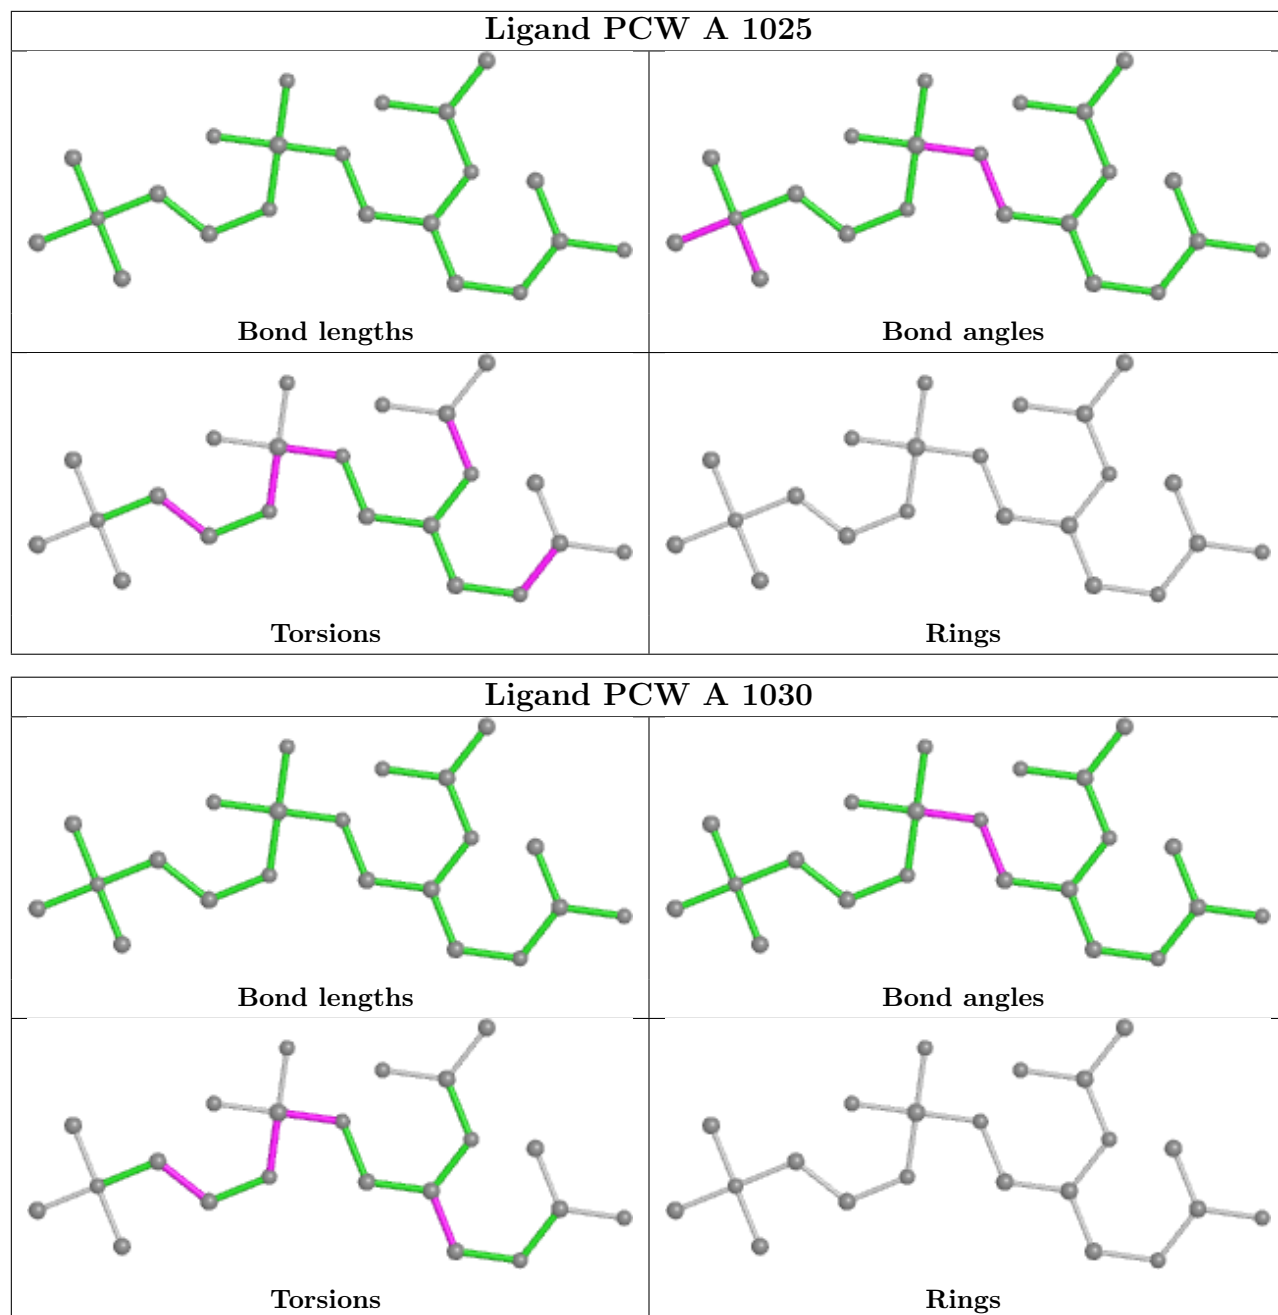 Ligand PCW A 1025
Bond lengths
Bond angles
Torsions
Rings
Ligand PCW A 1030
Bond lengths
Bond angles
Torsions
Rings